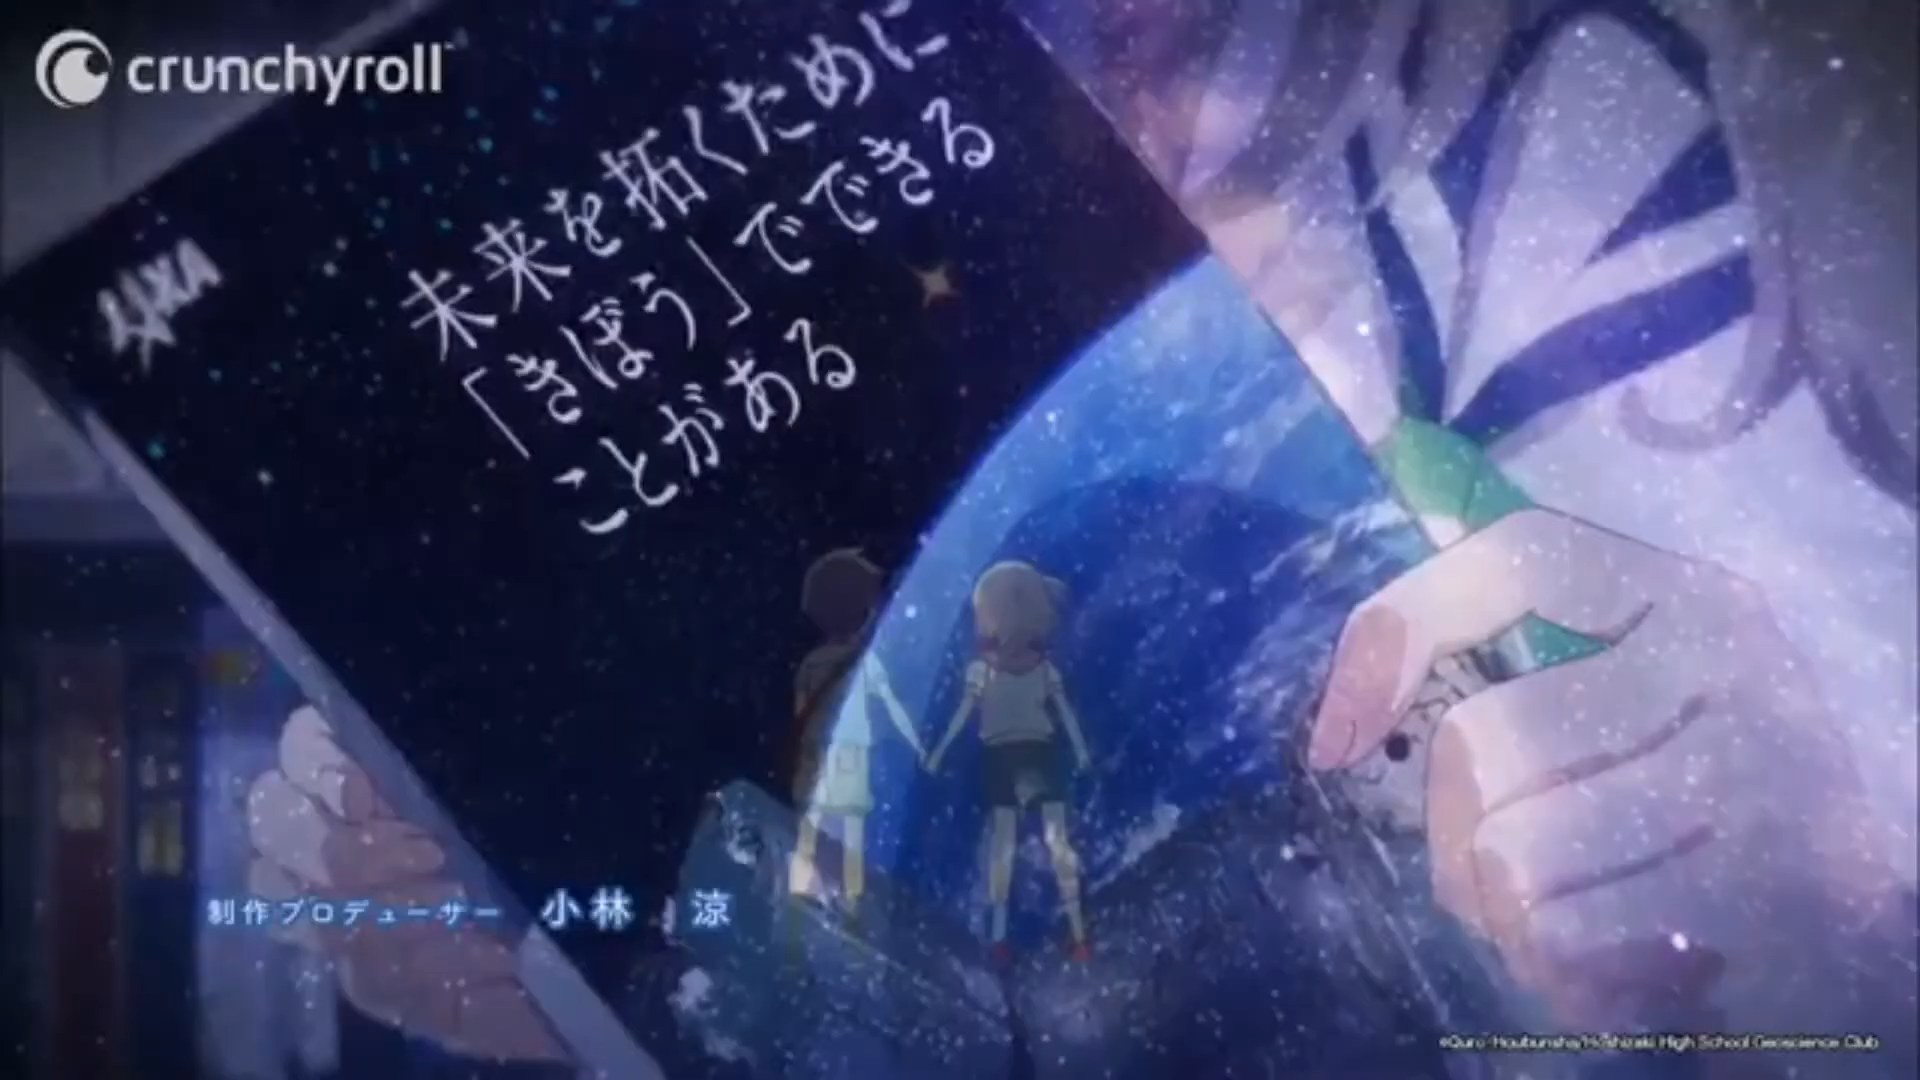 crunchyroll
未来を拓くために
「きぼう」でできる
ことがある
制作プロデューサー 小林 涼
©Quro・Houbunsha/Hoshizaki High School Geoscience Club